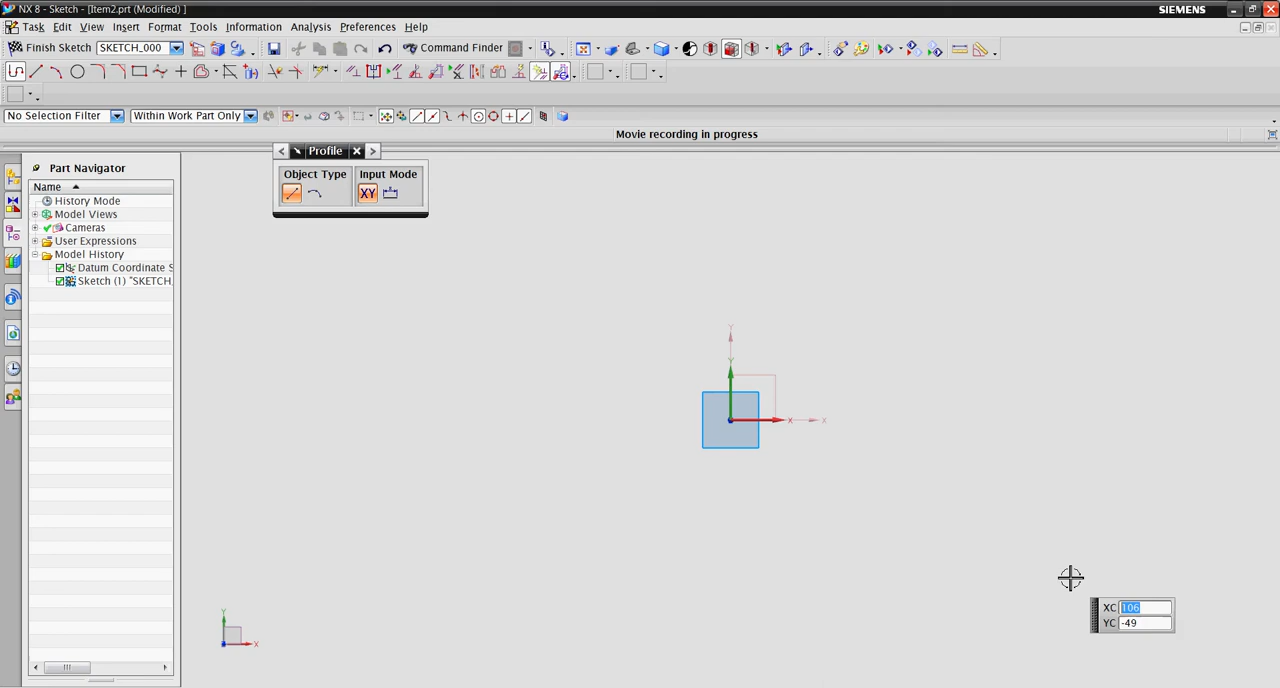 NX 8 - Sketch - [Item2.prt (Modified) ]
SIEMENS
Task Edit View Insert Format Tools Information Analysis Preferences Help
Finish Sketch SKETCH_000 Command Finder
No Selection Filter Within Work Part Only
Movie recording in progress
Profile
Object Type Input Mode
XY
Part Navigator
Name
History Mode
Model Views
Cameras
User Expressions
Model History
Datum Coordinate S
Sketch (1) "SKETCH_
Y
Y
X X
XC 106
YC -49
Y
X